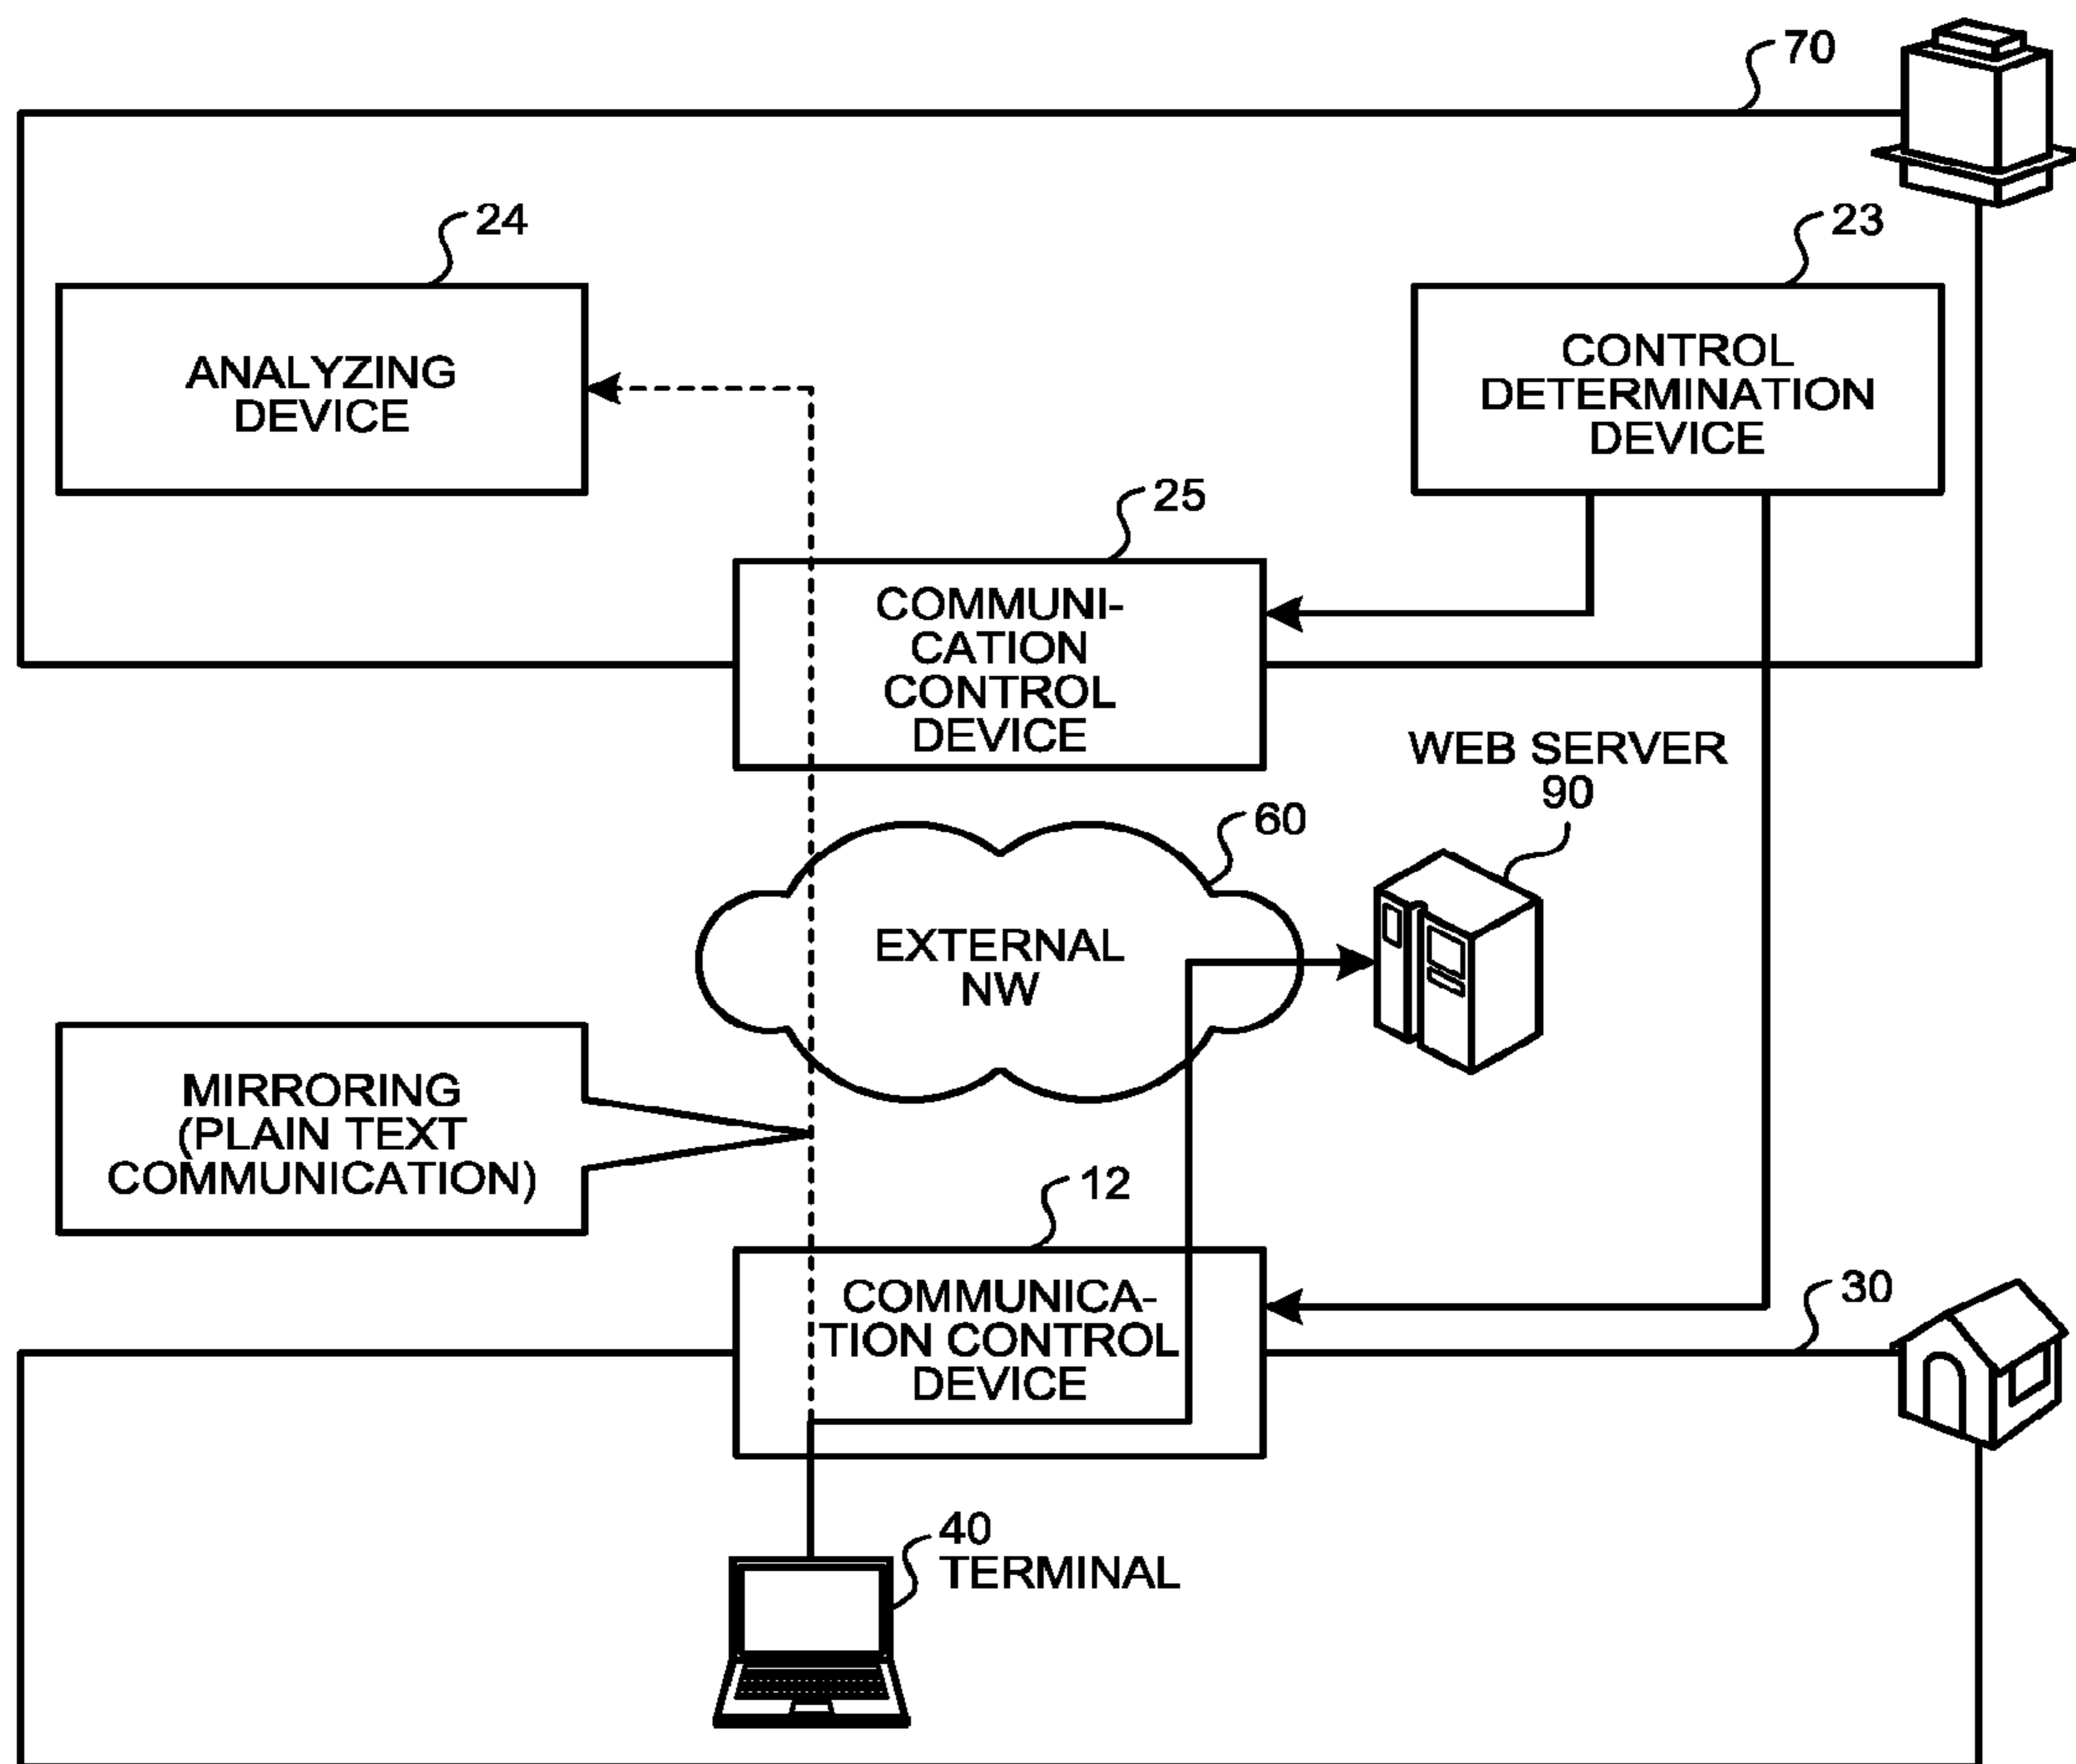 70
24
23
ANALYZING
DEVICE
CONTROL
DETERMINATION
DEVICE
25
COMMUNI-
CATION
CONTROL
DEVICE
WEB SERVER
90
60
EXTERNAL
NW
MIRRORING
(PLAIN TEXT
COMMUNICATION)
12
COMMUNICA-
TION CONTROL
DEVICE
30
40
TERMINAL